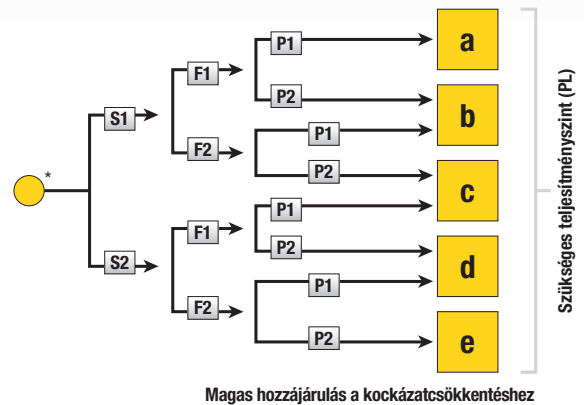 P1
a
F1
P2
b
S1
P1
F2
P2
c
*
P1
F1
P2
d
S2
P1
F2
P2
e
Szükséges teljesítményszint (PL)
Magas hozzájárulás a kockázatcsökkentéshez